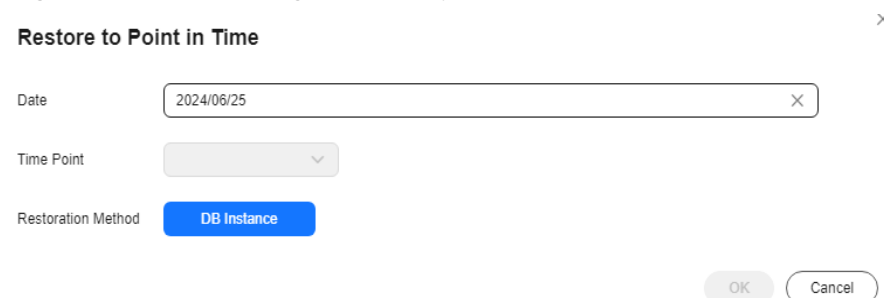 Restore to Point in Time
Date 2024/06/25
Time Point
Restoration Method DB Instance
OK Cancel